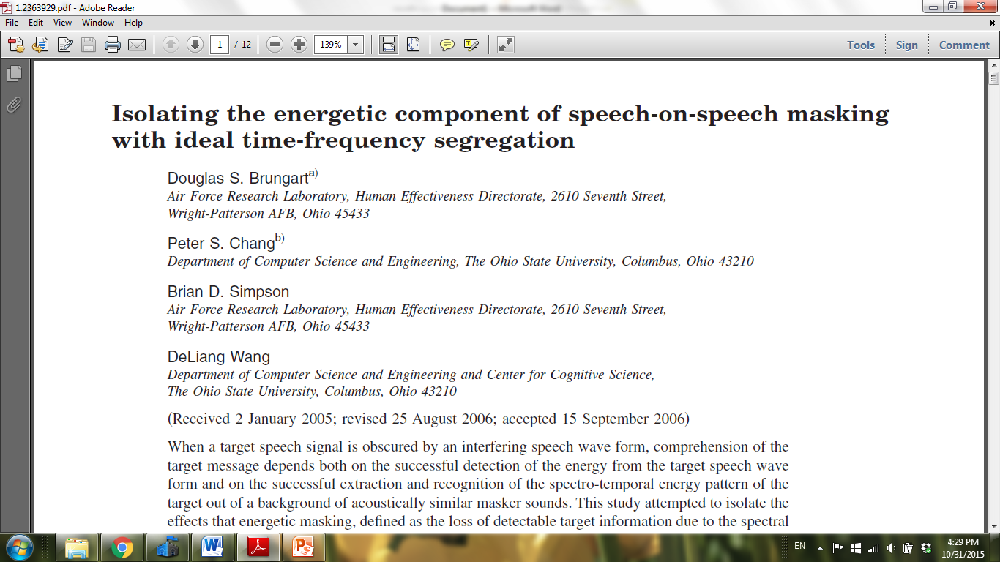 1.2363929.pdf - Adobe Reader
File Edit View Window Help
1 / 12 139% Tools Sign Comment
Isolating the energetic component of speech-on-speech masking
with ideal time-frequency segregation
Douglas S. Brungart a)
Air Force Research Laboratory, Human Effectiveness Directorate, 2610 Seventh Street,
Wright-Patterson AFB, Ohio 45433
Peter S. Chang b)
Department of Computer Science and Engineering, The Ohio State University, Columbus, Ohio 43210
Brian D. Simpson
Air Force Research Laboratory, Human Effectiveness Directorate, 2610 Seventh Street,
Wright-Patterson AFB, Ohio 45433
DeLiang Wang
Department of Computer Science and Engineering and Center for Cognitive Science,
The Ohio State University, Columbus, Ohio 43210
(Received 2 January 2005; revised 25 August 2006; accepted 15 September 2006)
When a target speech signal is obscured by an interfering speech wave form, comprehension of the
target message depends both on the successful detection of the energy from the target speech wave
form and on the successful extraction and recognition of the spectro-temporal energy pattern of the
target out of a background of acoustically similar masker sounds. This study attempted to isolate the
effects that energetic masking, defined as the loss of detectable target information due to the spectral
EN
4:29 PM
10/31/2015